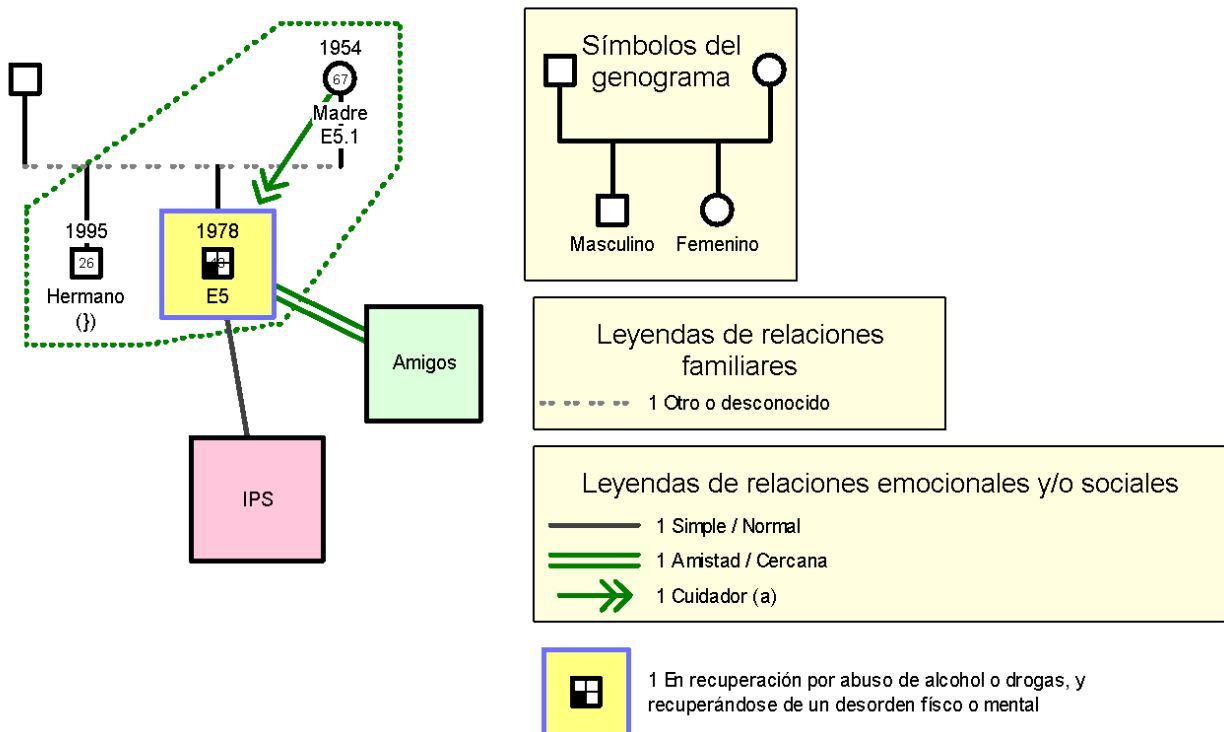 1954
67
Madre
E5.1
1995
26
Hermano
(})
1978
43
E5
Amigos
IPS
Símbolos del
genograma
Masculino
Femenino
Leyendas de relaciones
familiares
1 Otro o desconocido
Leyendas de relaciones emocionales y/o sociales
1 Simple / Normal
1 Amistad / Cercana
1 Cuidador (a)
1 En recuperación por abuso de alcohol o drogas, y
recuperándose de un desorden físco o mental